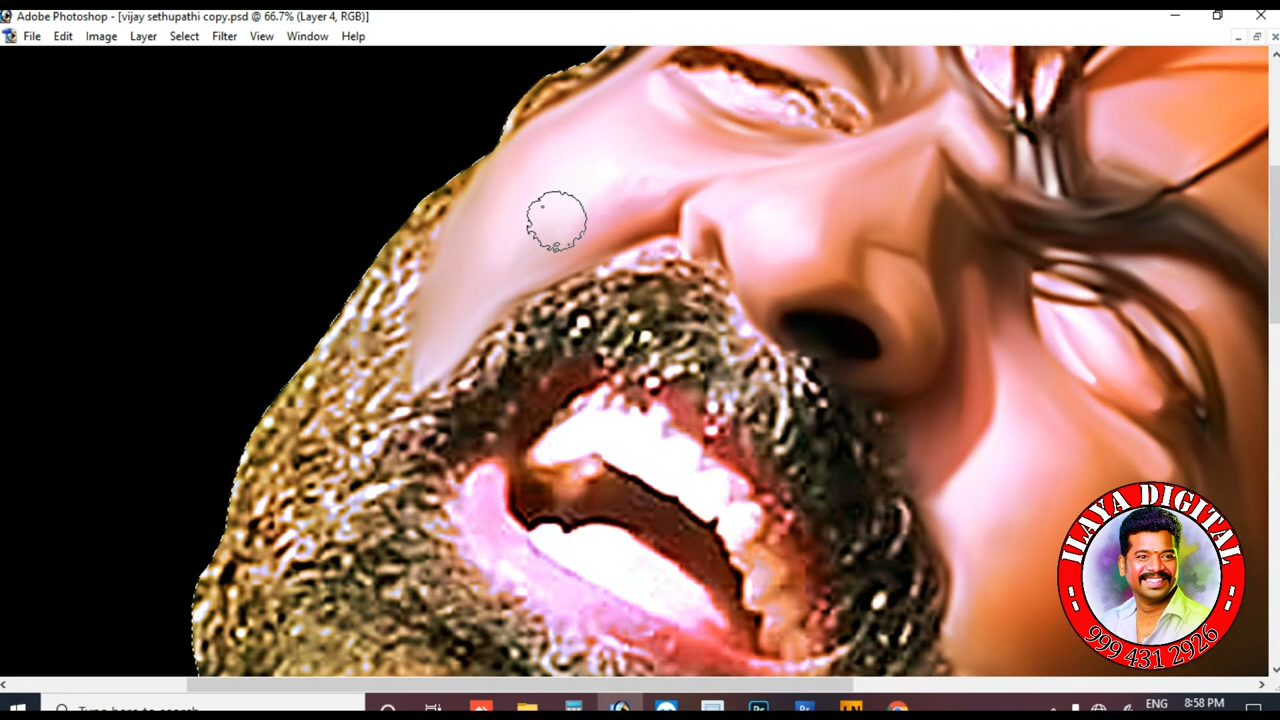 Adobe Photoshop - [vijay sethupathi copy.psd @ 66.7% (Layer 4, RGB)]
File Edit Image Layer Select Filter View Window Help
ILAYA DIGITAL
999 431 2926
ENG 8:58 PM